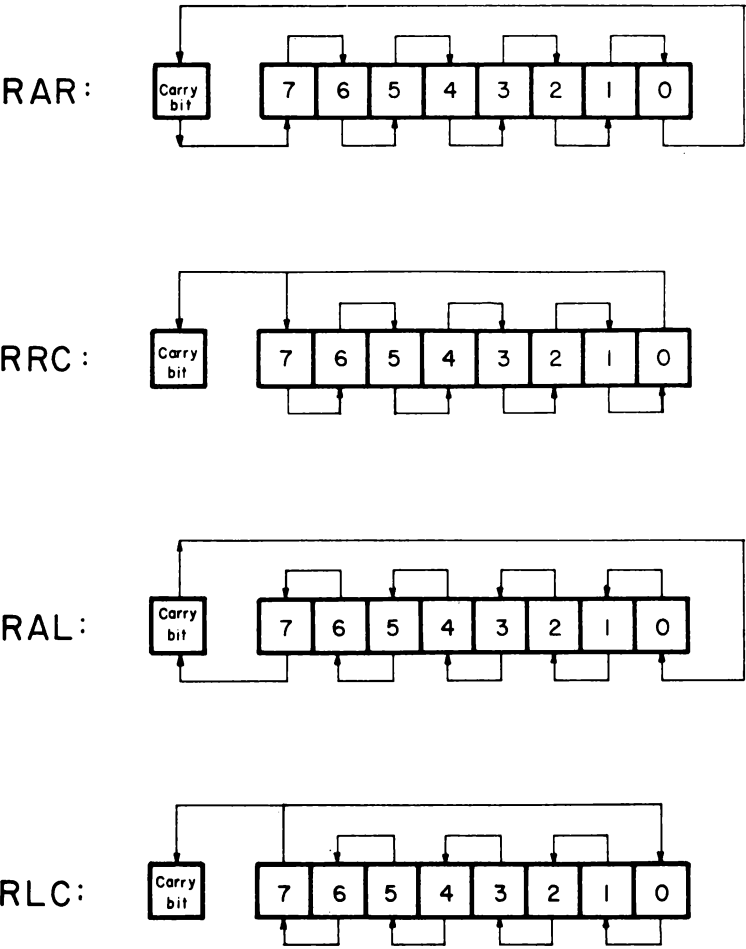 RAR: Carry bit 7 6 5 4 3 2 1 0
RRC: Carry bit 7 6 5 4 3 2 1 0
RAL: Carry bit 7 6 5 4 3 2 1 0
RLC: Carry bit 7 6 5 4 3 2 1 0